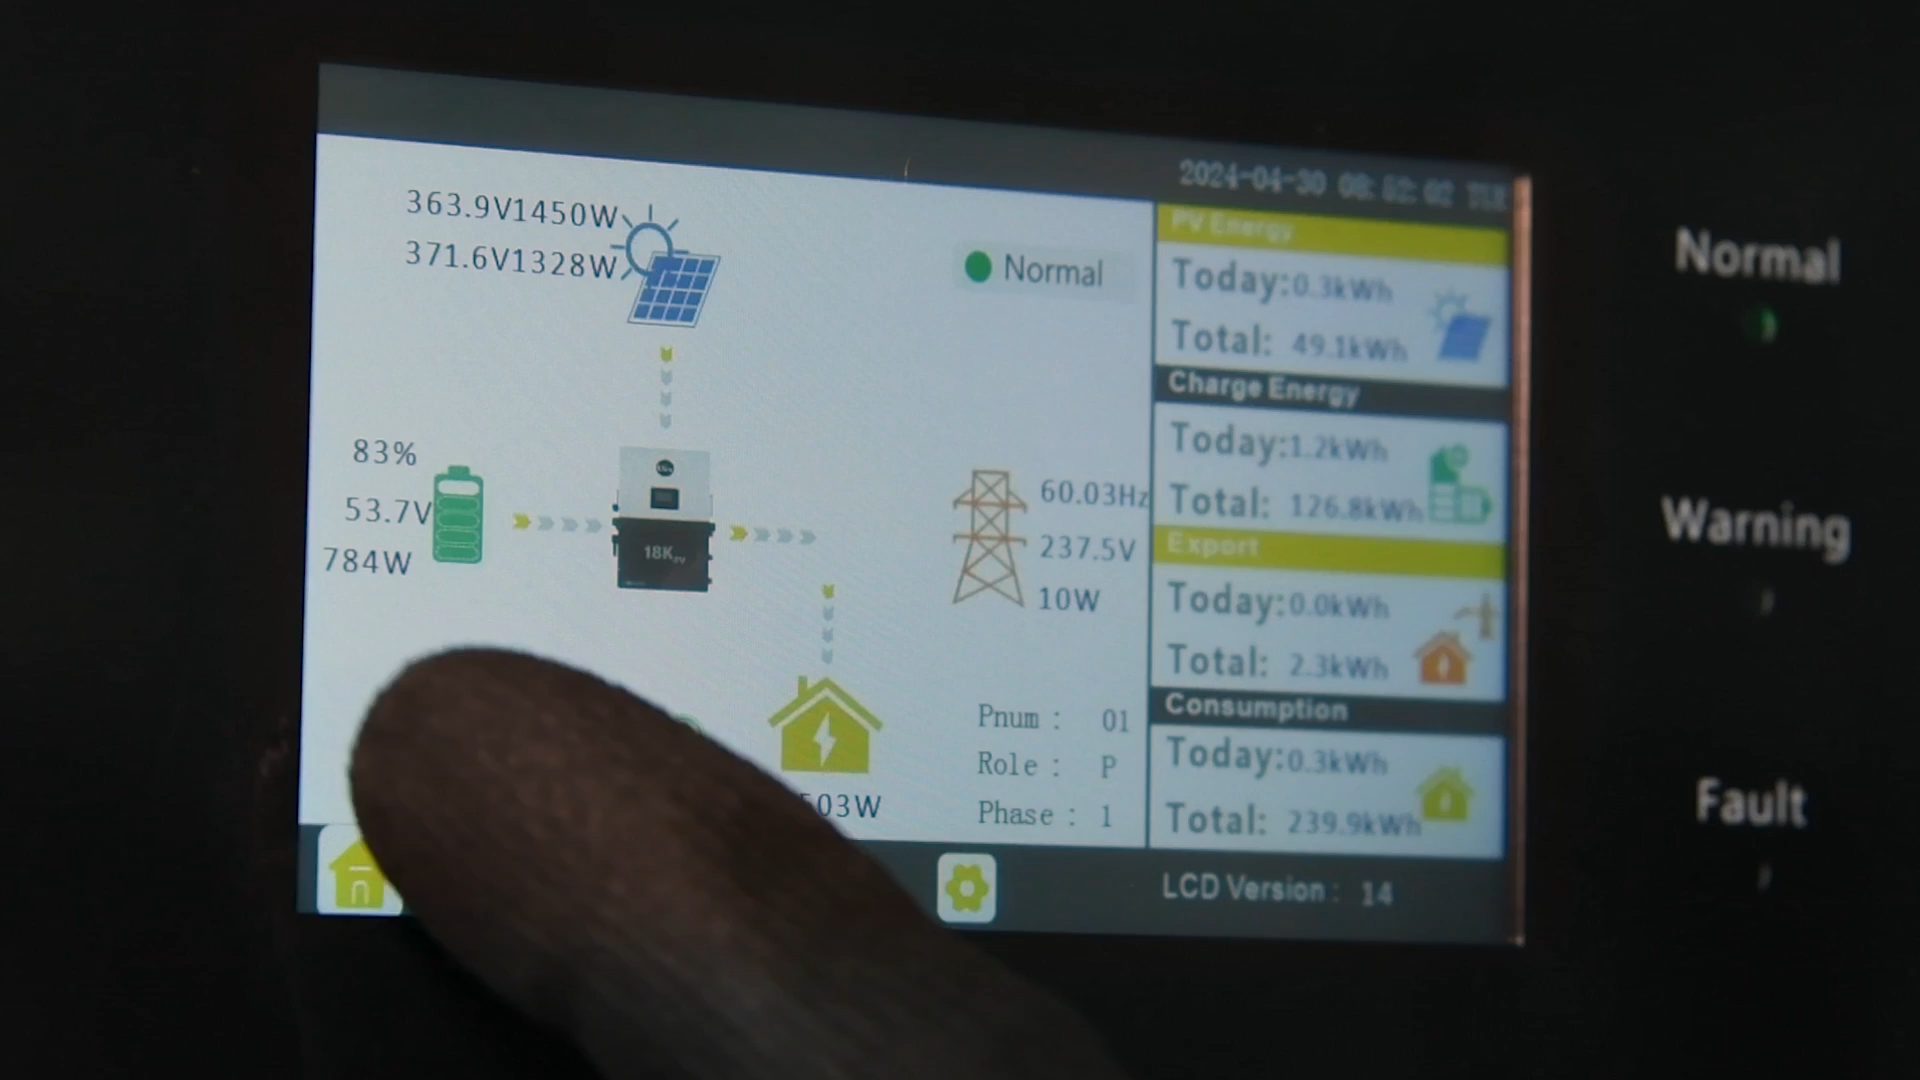 2024-04-30
363.9V1450W
371.6V1328W
Normal
83%
53.7V
784W
18KPV
60.03Hz
237.5V
10W
503W
Pnum : 01
Role : P
Phase : 1
PV Energy
Today:0.3kWh
Total: 49.1kWh
Charge Energy
Today:1.2kWh
Total: 126.8kWh
Export
Today:0.0kWh
Total: 2.3kWh
Consumption
Today:0.3kWh
Total: 239.9kWh
LCD Version : 14
Normal
Warning
Fault